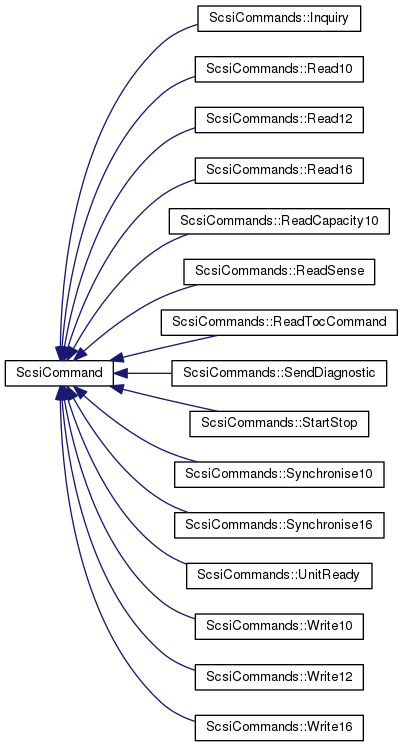 ScsiCommands::Inquiry
ScsiCommands::Read10
ScsiCommands::Read12
ScsiCommands::Read16
ScsiCommands::ReadCapacity10
ScsiCommands::ReadSense
ScsiCommands::ReadTocCommand
ScsiCommand
ScsiCommands::SendDiagnostic
ScsiCommands::StartStop
ScsiCommands::Synchronise10
ScsiCommands::Synchronise16
ScsiCommands::UnitReady
ScsiCommands::Write10
ScsiCommands::Write12
ScsiCommands::Write16